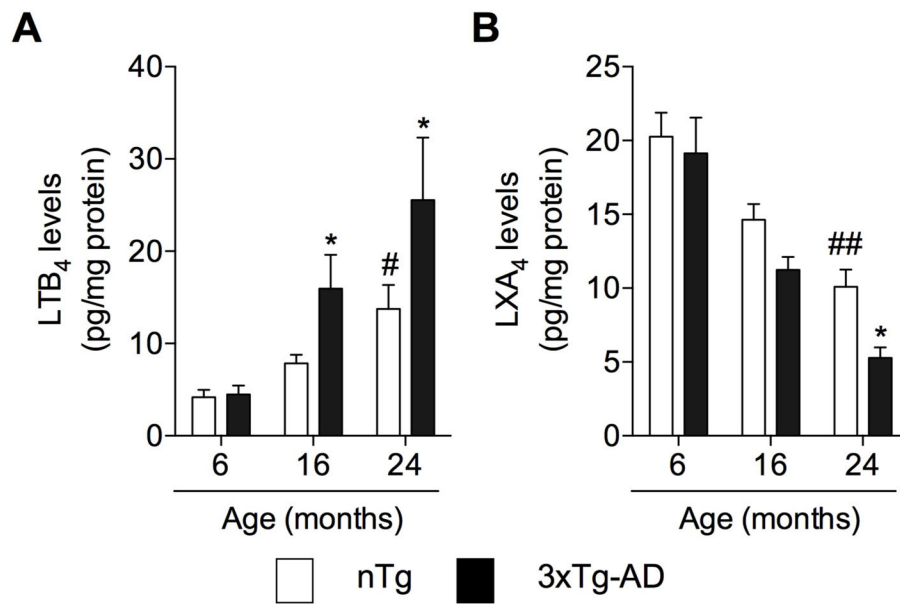 A
B
40
30
20
10
0
LTB4 levels
(pg/mg protein)
*
#
*
6 16 24
Age (months)
25
20
15
10
5
0
LXA4 levels
(pg/mg protein)
##
*
6 16 24
Age (months)
nTg 3xTg-AD